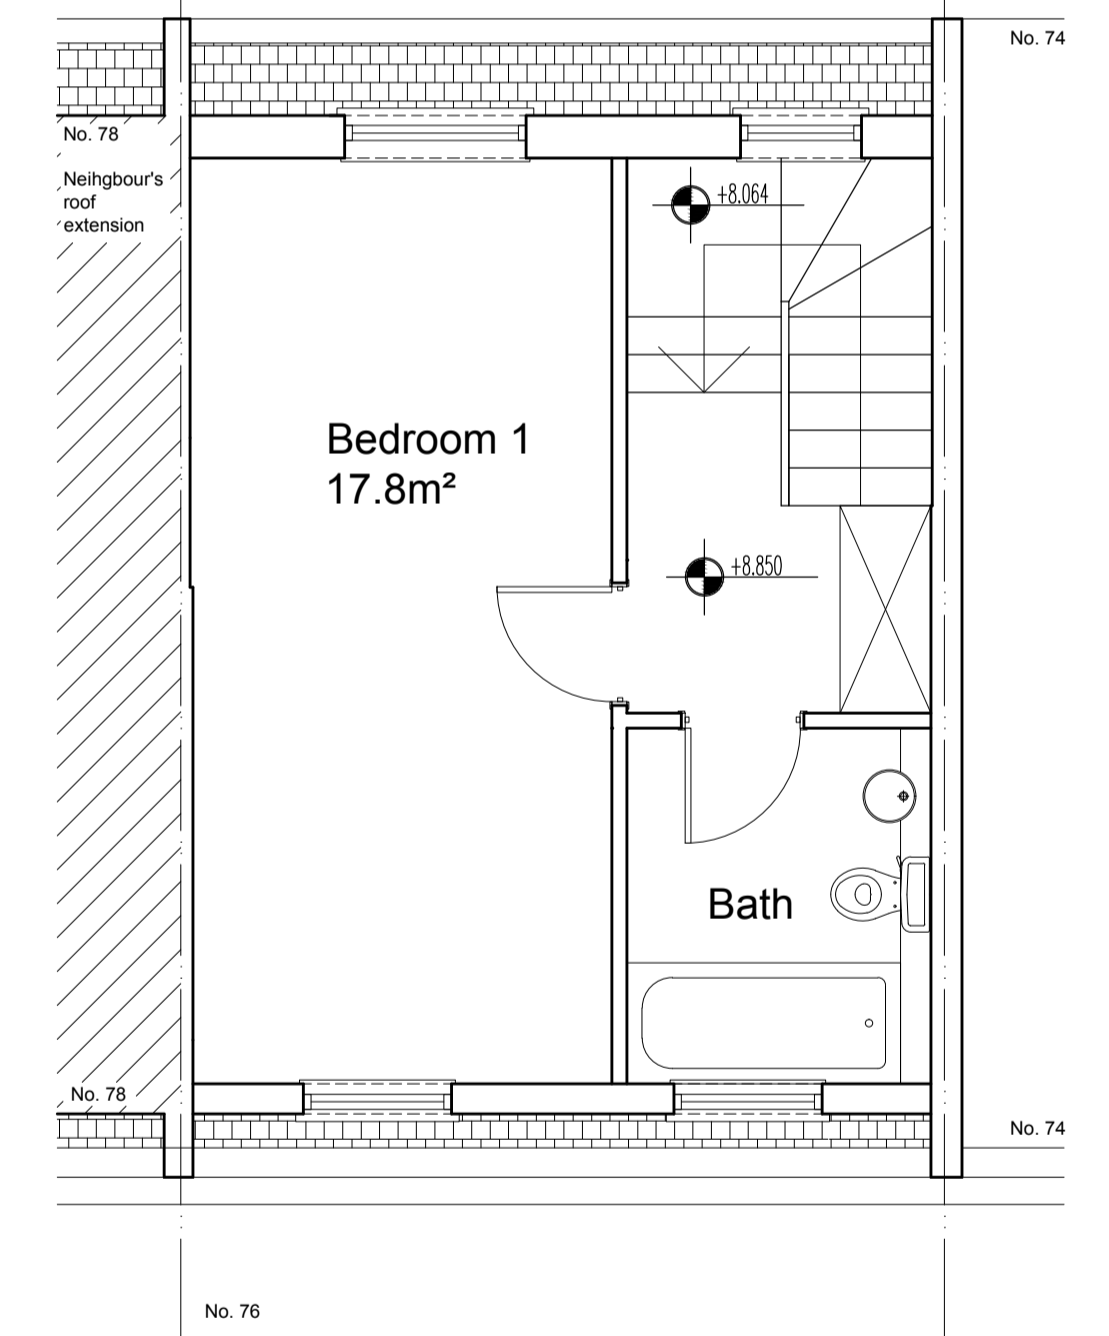 No. 74
No. 78
Neihgbour's
roof
extension
+8.064
Bedroom 1
17.8m²
+8.850
Bath
No. 78
No. 74
No. 76